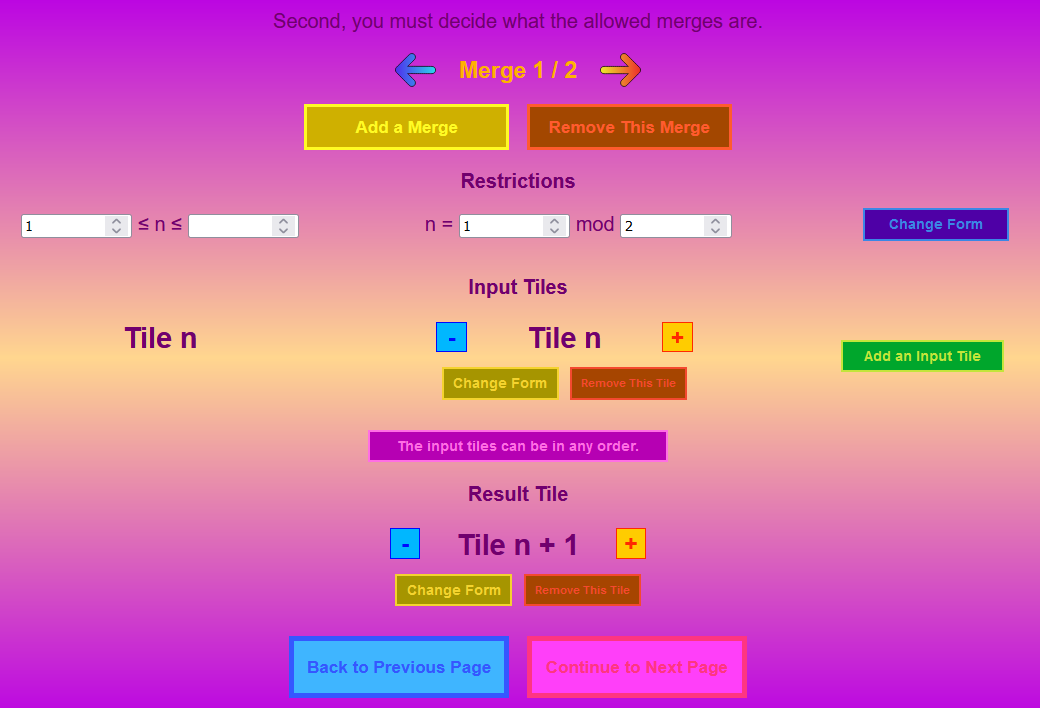 Second, you must decide what the allowed merges are.
Merge 1 / 2
Add a Merge Remove This Merge
Restrictions
1 ≤ n ≤ n = 1 mod 2 Change Form
Input Tiles
Tile n - Tile n +
Add an Input Tile
Change Form Remove This Tile
The input tiles can be in any order.
Result Tile
- Tile n + 1 +
Change Form Remove This Tile
Back to Previous Page Continue to Next Page